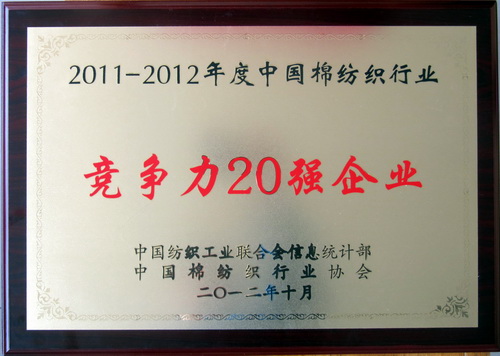 2011-2012年度中国棉纺织行业
竞争力20强企业
中国纺织工业联合会信息统计部
中国棉纺织行业协会
二〇一二年十月